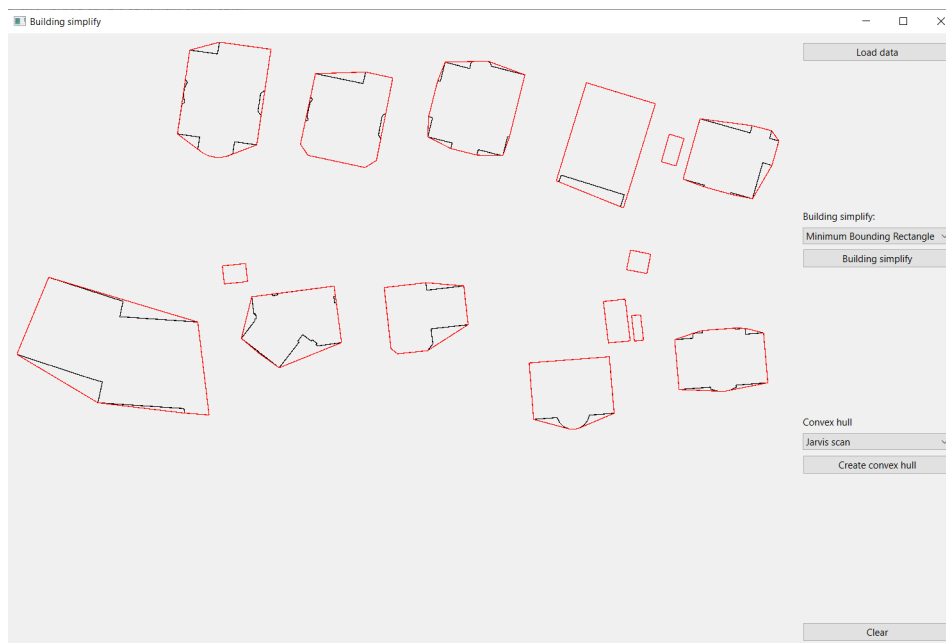 Building simplify
Load data
Building simplify:
Minimum Bounding Rectangle
Building simplify
Convex hull
Jarvis scan
Create convex hull
Clear